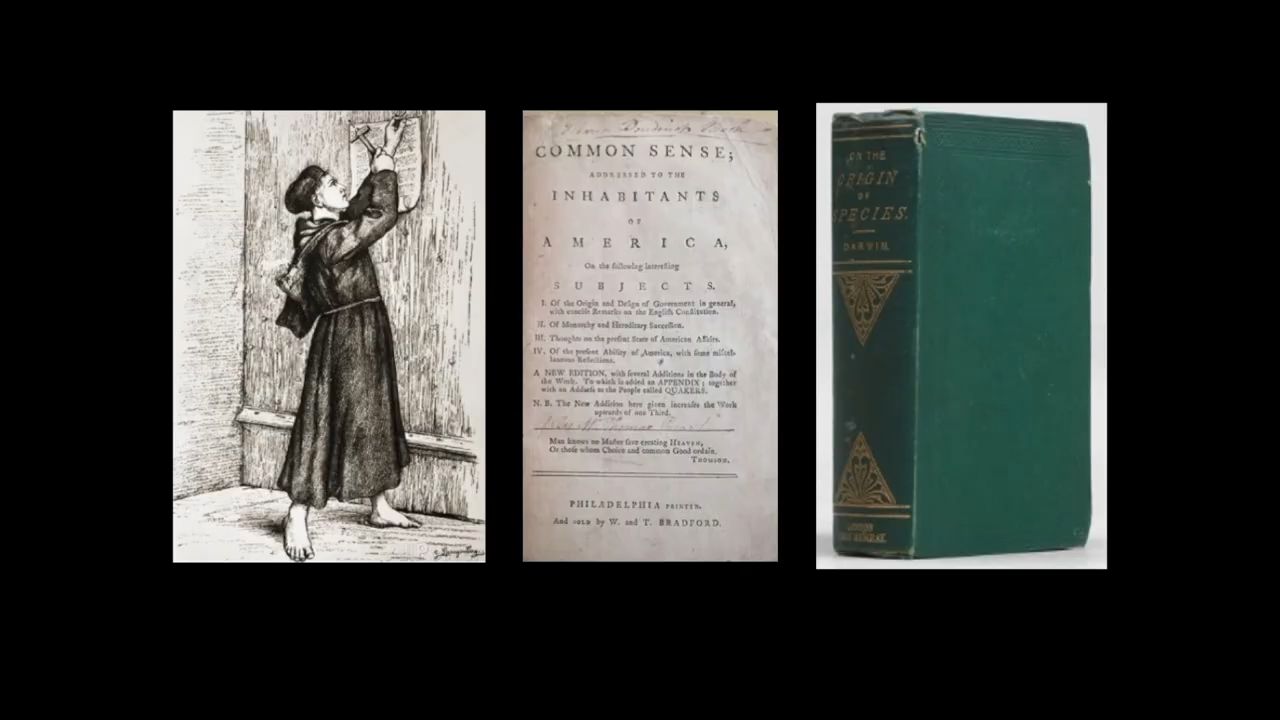 COMMON SENSE;
ADDRESSED TO THE
INHABITANTS
OF
AMERICA,
On the following interesting
SUBJECTS.
I. Of the Origin and Design of Government in general,
with concise Remarks on the English Constitution.
II. Of Monarchy and Hereditary Succession.
III. Thoughts on the present State of American Affairs.
IV. Of the present Ability of America, with some miscel-
laneous Reflections.
A NEW EDITION, with several Additions in the Body of
the Work. To which is added an APPENDIX; together
with an Address to the People called QUAKERS.
N. B. The New Addition here given increases the Work
upwards of one Third.
Man knows no Master save creating HEAVEN,
Or those whom Choice and common Good ordain.
THOMSON.
PHILADELPHIA PRINTED.
And SOLD by W. and T. BRADFORD.
ON THE
ORIGIN
OF
SPECIES.
DARWIN.
LONDON
JOHN MURRAY.